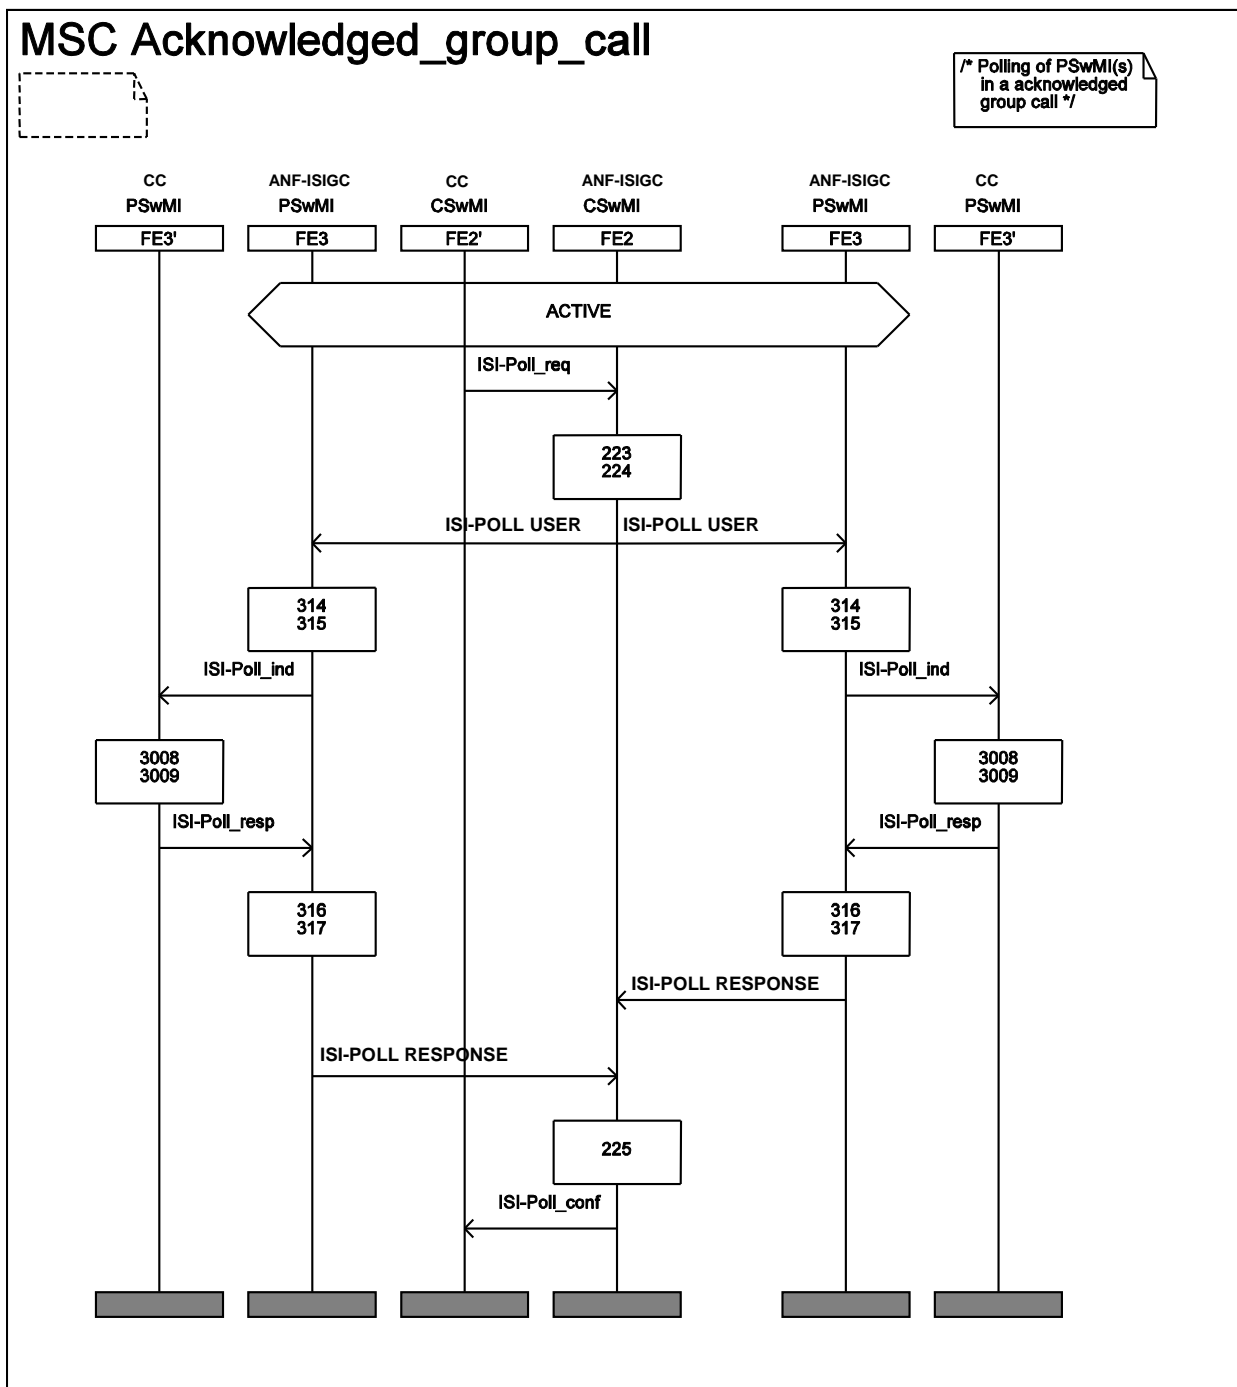 MSC Acknowledged_group_call
/* Polling of PSwMI(s)
in a acknowledged
group call */
CC ANF-ISIGC CC ANF-ISIGC ANF-ISIGC CC
PSwMI PSwMI CSwMI CSwMI PSwMI PSwMI
FE3' FE3 FE2' FE2 FE3 FE3'
ACTIVE
ISI-Poll_req
223
224
ISI-POLL USER ISI-POLL USER
314 314
315 315
ISI-Poll_ind ISI-Poll_ind
3008 3008
3009 3009
ISI-Poll_resp ISI-Poll_resp
316 316
317 317
ISI-POLL RESPONSE
ISI-POLL RESPONSE
225
ISI-Poll_conf